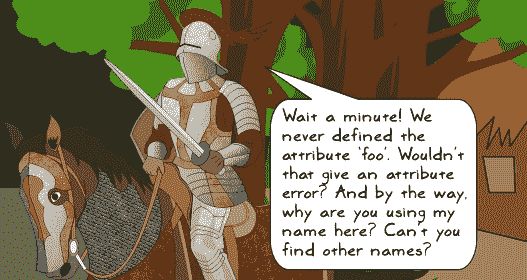 Wait a minute! We
never defined the
attribute 'foo'. Wouldn't
that give an attribute
error? And by the way,
why are you using my
name here? Can't you
find other names?